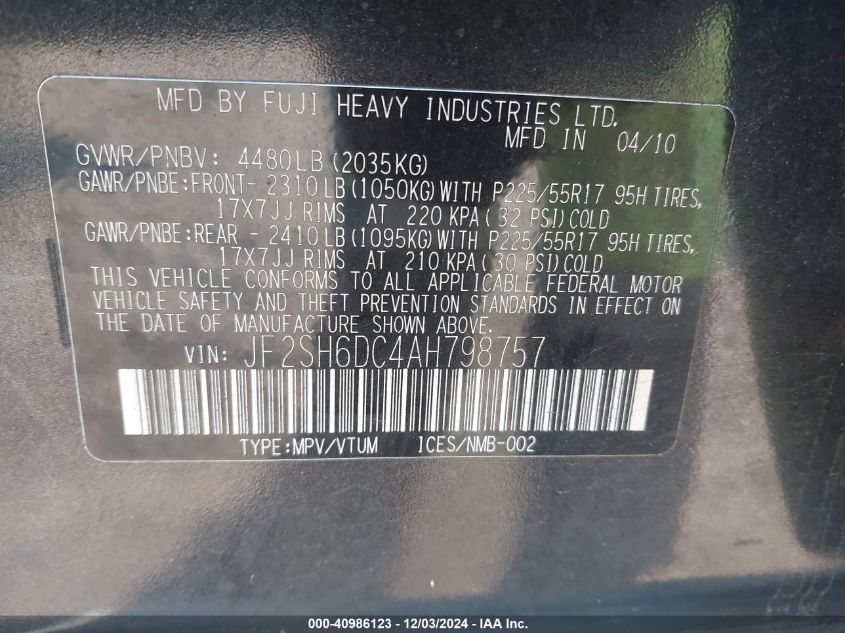 MFD BY FUJI HEAVY INDUSTRIES LTD.
MFD IN 04/10
GVWR/PNBV: 4480LB(2035KG)
GAWR/PNBE:FRONT- 2310LB(1050KG)WITH P225/55R17 95H TIRES,
17X7JJ RIMS AT 220 KPA(32 PSI)COLD
GAWR/PNBE:REAR - 2410LB(1095KG)WITH P225/55R17 95H TIRES,
17X7JJ RIMS AT 210 KPA(30 PSI)COLD
THIS VEHICLE CONFORMS TO ALL APPLICABLE FEDERAL MOTOR
VEHICLE SAFETY AND THEFT PREVENTION STANDARDS IN EFFECT ON
THE DATE OF MANUFACTURE SHOWN ABOVE.
VIN: JF2SH6DC4AH798757
TYPE:MPV/VTUM ICES/NMB-002
000-40986123 - 12/03/2024 - IAA Inc.